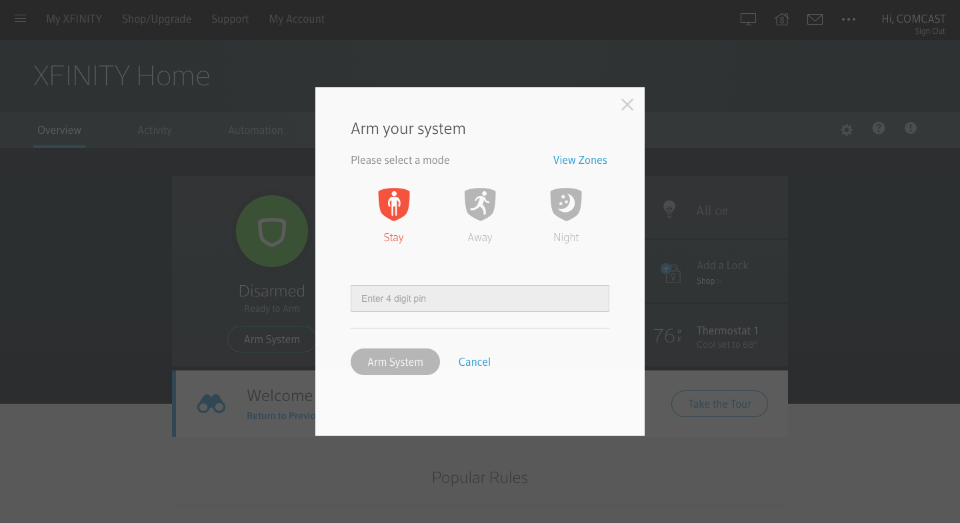 My XFINITY Shop/Upgrade Support My Account
Hi, COMCAST
Sign Out
XFINITY Home
Overview Activity Automation
Arm your system
Please select a mode View Zones
Stay Away Night
Enter 4 digit pin
Arm System Cancel
Disarmed
Ready to Arm
Arm System
All Off
Add a Lock
Shop
76°F
Thermostat 1
Cool set to 68°
Welcome
Return to Previo
Take the Tour
Popular Rules